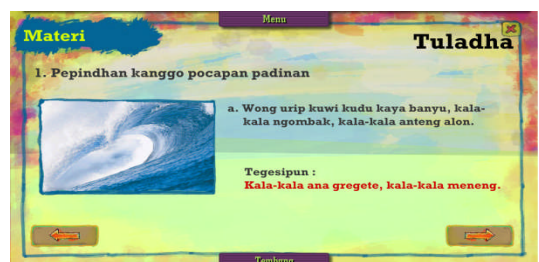 Menu
Materi
Tuladha
1. Pepindhan kanggo pocapan padinan
a. Wong urip kuwi kudu kaya banyu, kala-
kala ngombak, kala-kala anteng alon.
Tegesipun :
Kala-kala ana gregete, kala-kala meneng.
Tembang